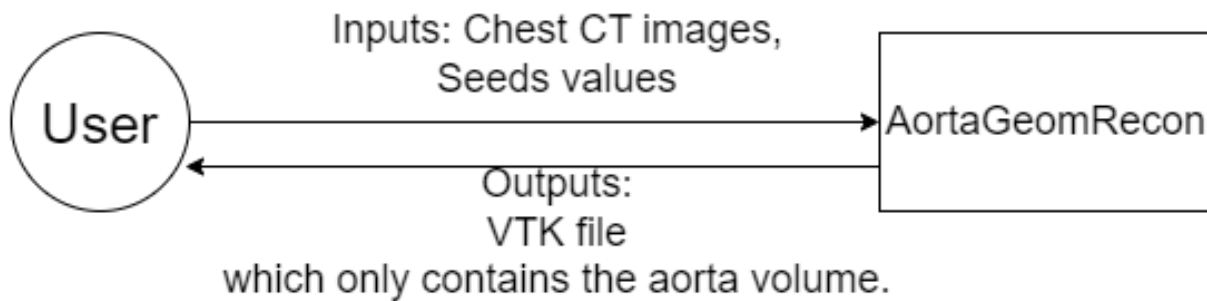 Inputs: Chest CT images,
Seeds values
User
AortaGeomRecon
Outputs:
VTK file
which only contains the aorta volume.